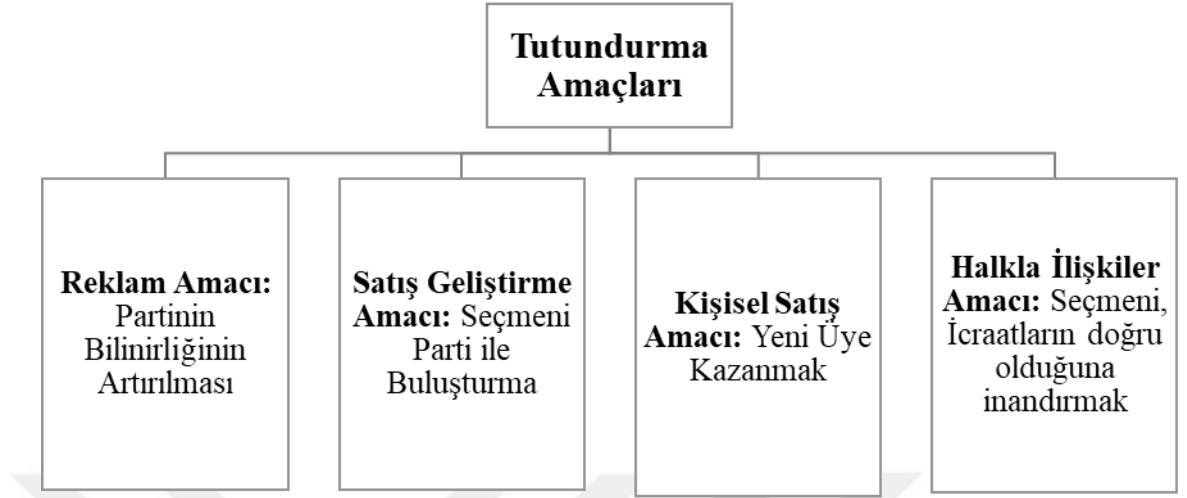 Tutundurma
Amaçları
Reklam Amacı:
Partinin
Bilinirliğinin
Artırılması
Satış Geliştirme
Amacı: Seçmeni
Parti ile
Buluşturma
Kişisel Satış
Amacı: Yeni Üye
Kazanmak
Halkla İlişkiler
Amacı: Seçmeni,
İcraatların doğru
olduğuna
inandırmak